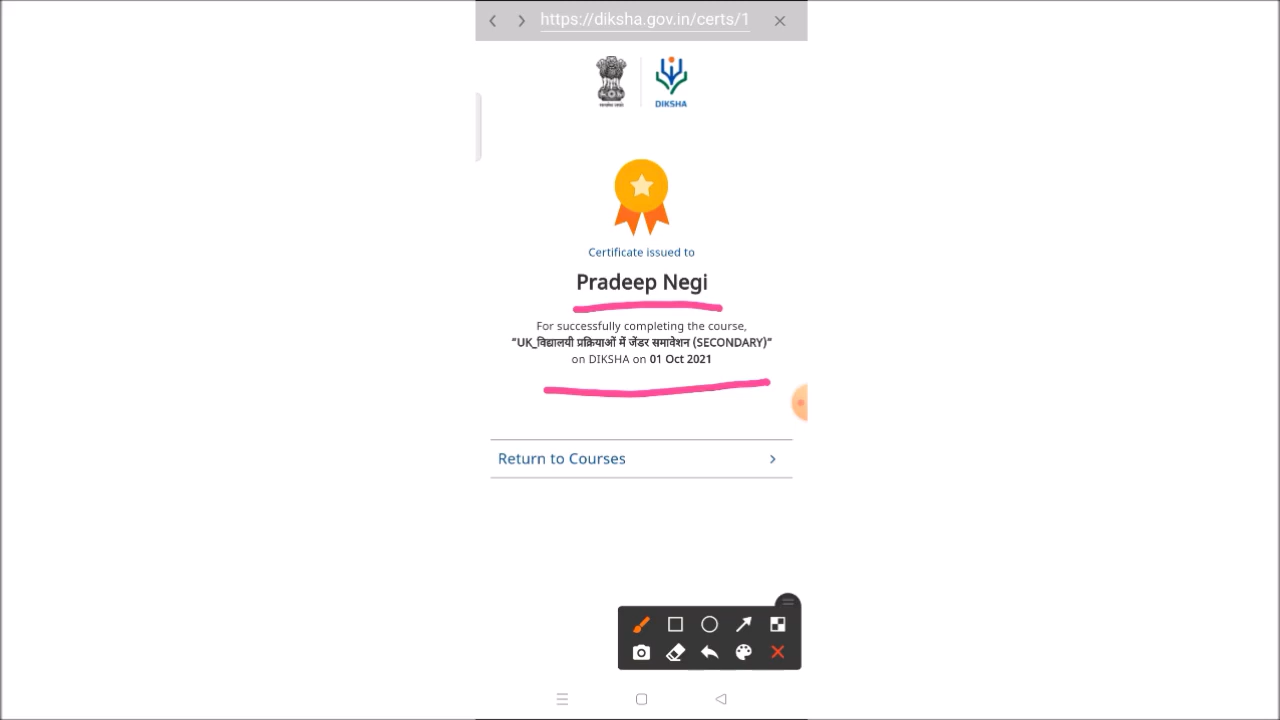 https://diksha.gov.in/certs/1
DIKSHA
Certificate issued to
Pradeep Negi
For successfully completing the course,
“UK_विद्यालयी प्रक्रियाओं में जेंडर समावेशन (SECONDARY)”
on DIKSHA on 01 Oct 2021
Return to Courses